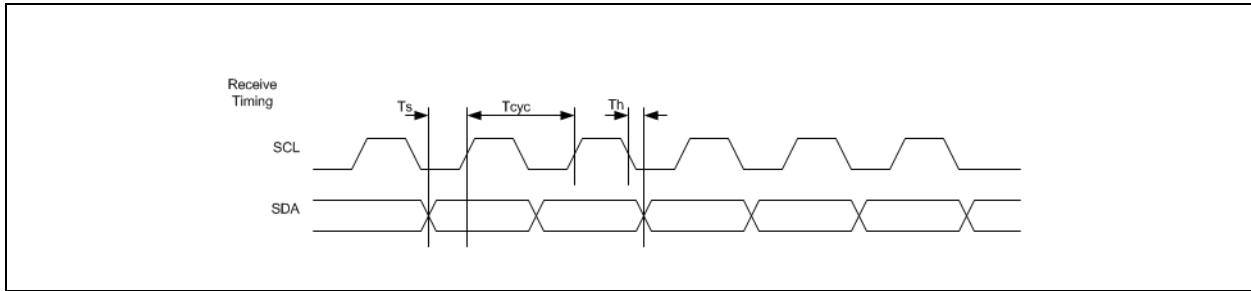 Receive
Timing
Ts
Tcyc
Th
SCL
SDA